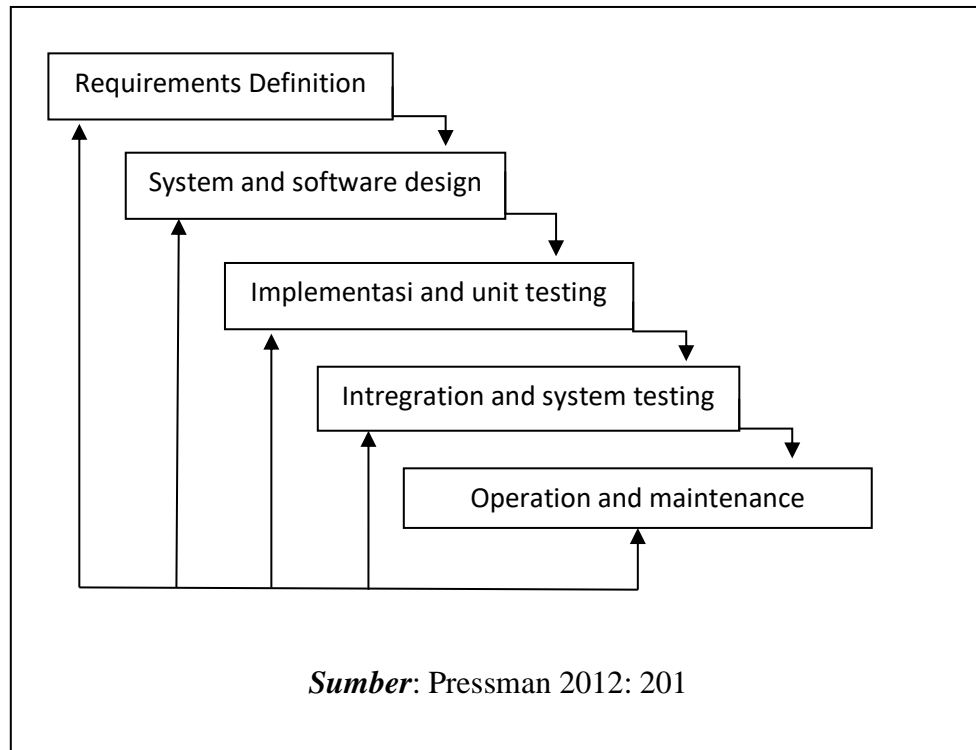 Requirements Definition
System and software design
Implementasi and unit testing
Intregration and system testing
Operation and maintenance
Sumber: Pressman 2012: 201